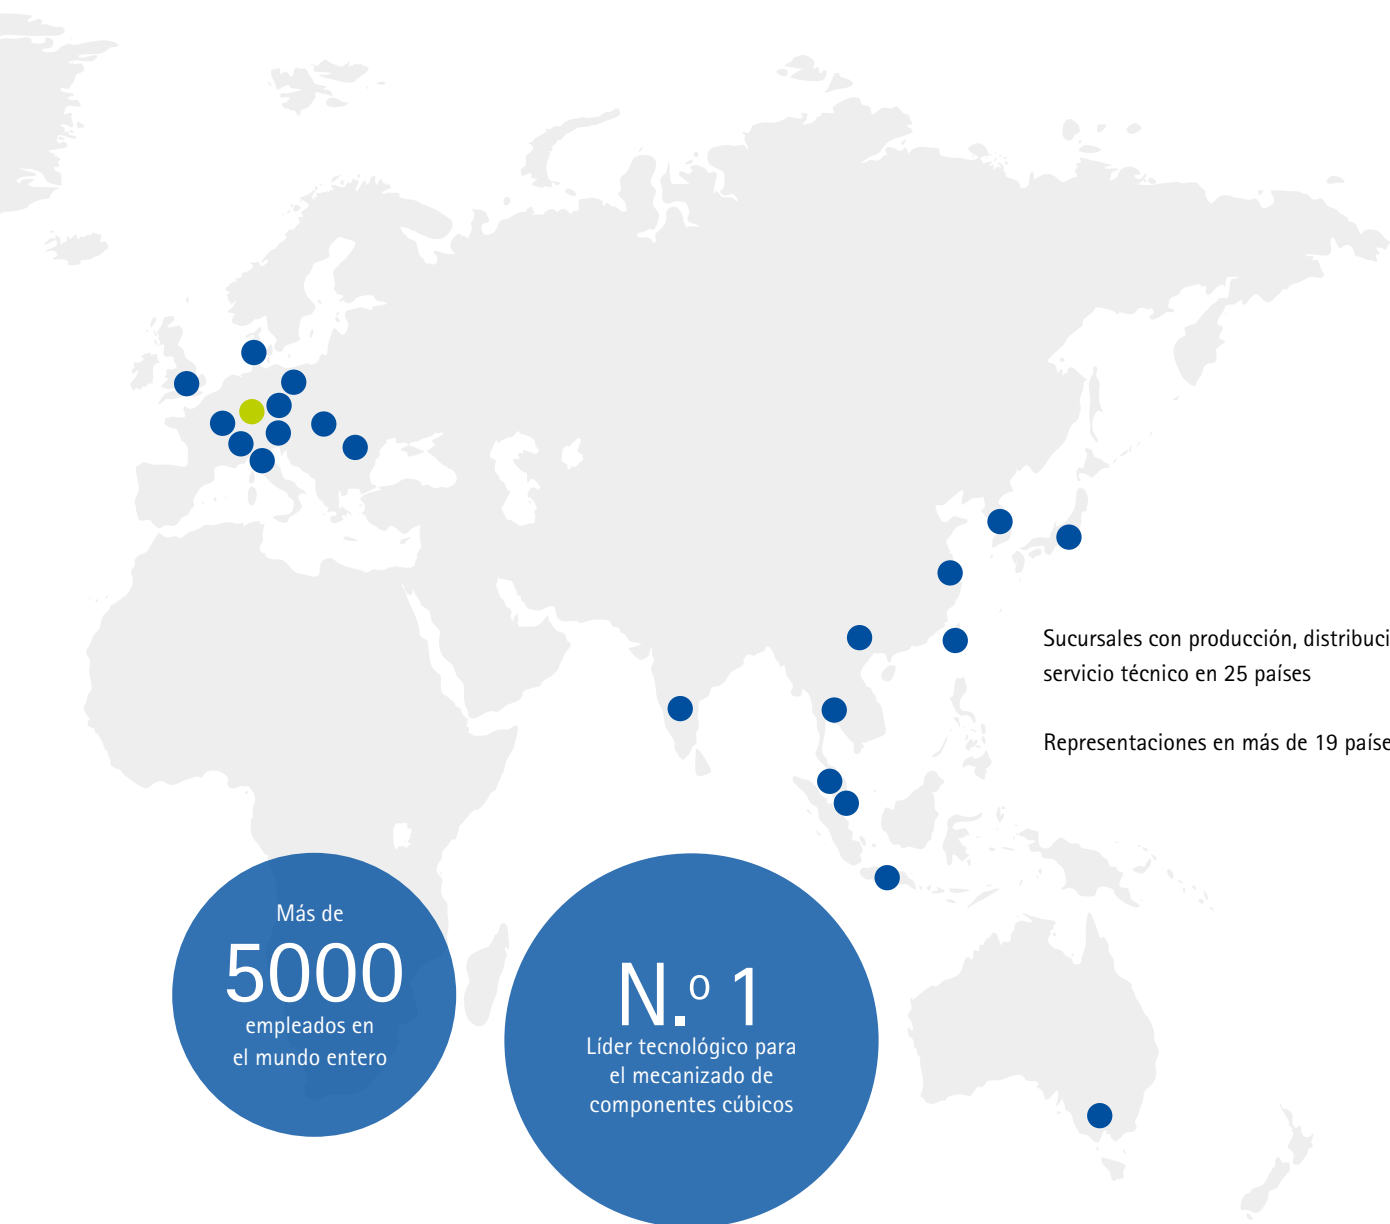 Sucursales con producción, distribuci
servicio técnico en 25 países
Representaciones en más de 19 paíse
Más de
5000
empleados en
el mundo entero
N.º 1
Líder tecnológico para
el mecanizado de
componentes cúbicos